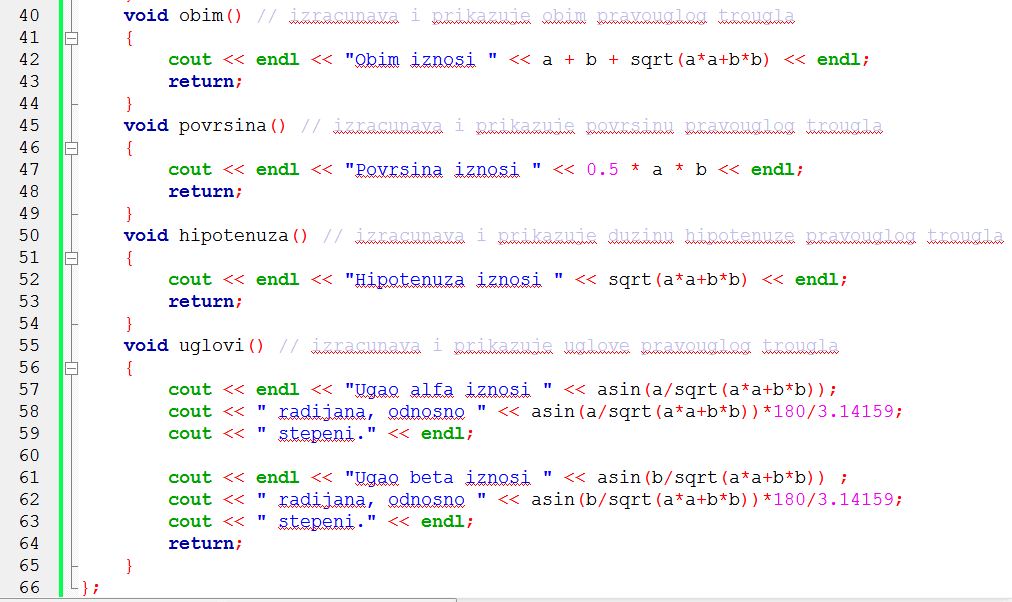 40 void obim() // izracunava i prikazuje obim pravouglog trougla
41 {
42 cout << endl << "Obim iznosi " << a + b + sqrt(a*a+b*b) << endl;
43 return;
44 }
45 void povrsina() // izracunava i prikazuje povrsinu pravouglog trougla
46 {
47 cout << endl << "Povrsina iznosi " << 0.5 * a * b << endl;
48 return;
49 }
50 void hipotenuza() // izracunava i prikazuje duzinu hipotenuze pravouglog trougla
51 {
52 cout << endl << "Hipotenuza iznosi " << sqrt(a*a+b*b) << endl;
53 return;
54 }
55 void uglovi() // izracunava i prikazuje uglove pravouglog trougla
56 {
57 cout << endl << "Ugao alfa iznosi " << asin(a/sqrt(a*a+b*b));
58 cout << " radijana, odnosno " << asin(a/sqrt(a*a+b*b))*180/3.14159;
59 cout << " stepeni." << endl;
60
61 cout << endl << "Ugao beta iznosi " << asin(b/sqrt(a*a+b*b)) ;
62 cout << " radijana, odnosno " << asin(b/sqrt(a*a+b*b))*180/3.14159;
63 cout << " stepeni." << endl;
64 return;
65 }
66 };